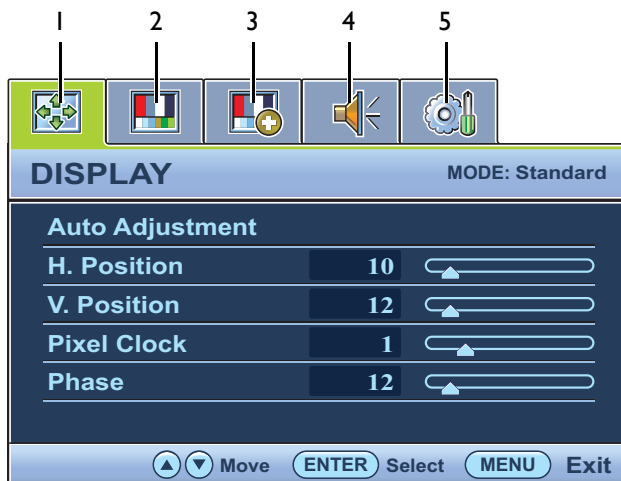 1 2 3 4 5
DISPLAY MODE: Standard
Auto Adjustment
H. Position 10
V. Position 12
Pixel Clock 1
Phase 12
Move ENTER Select MENU Exit